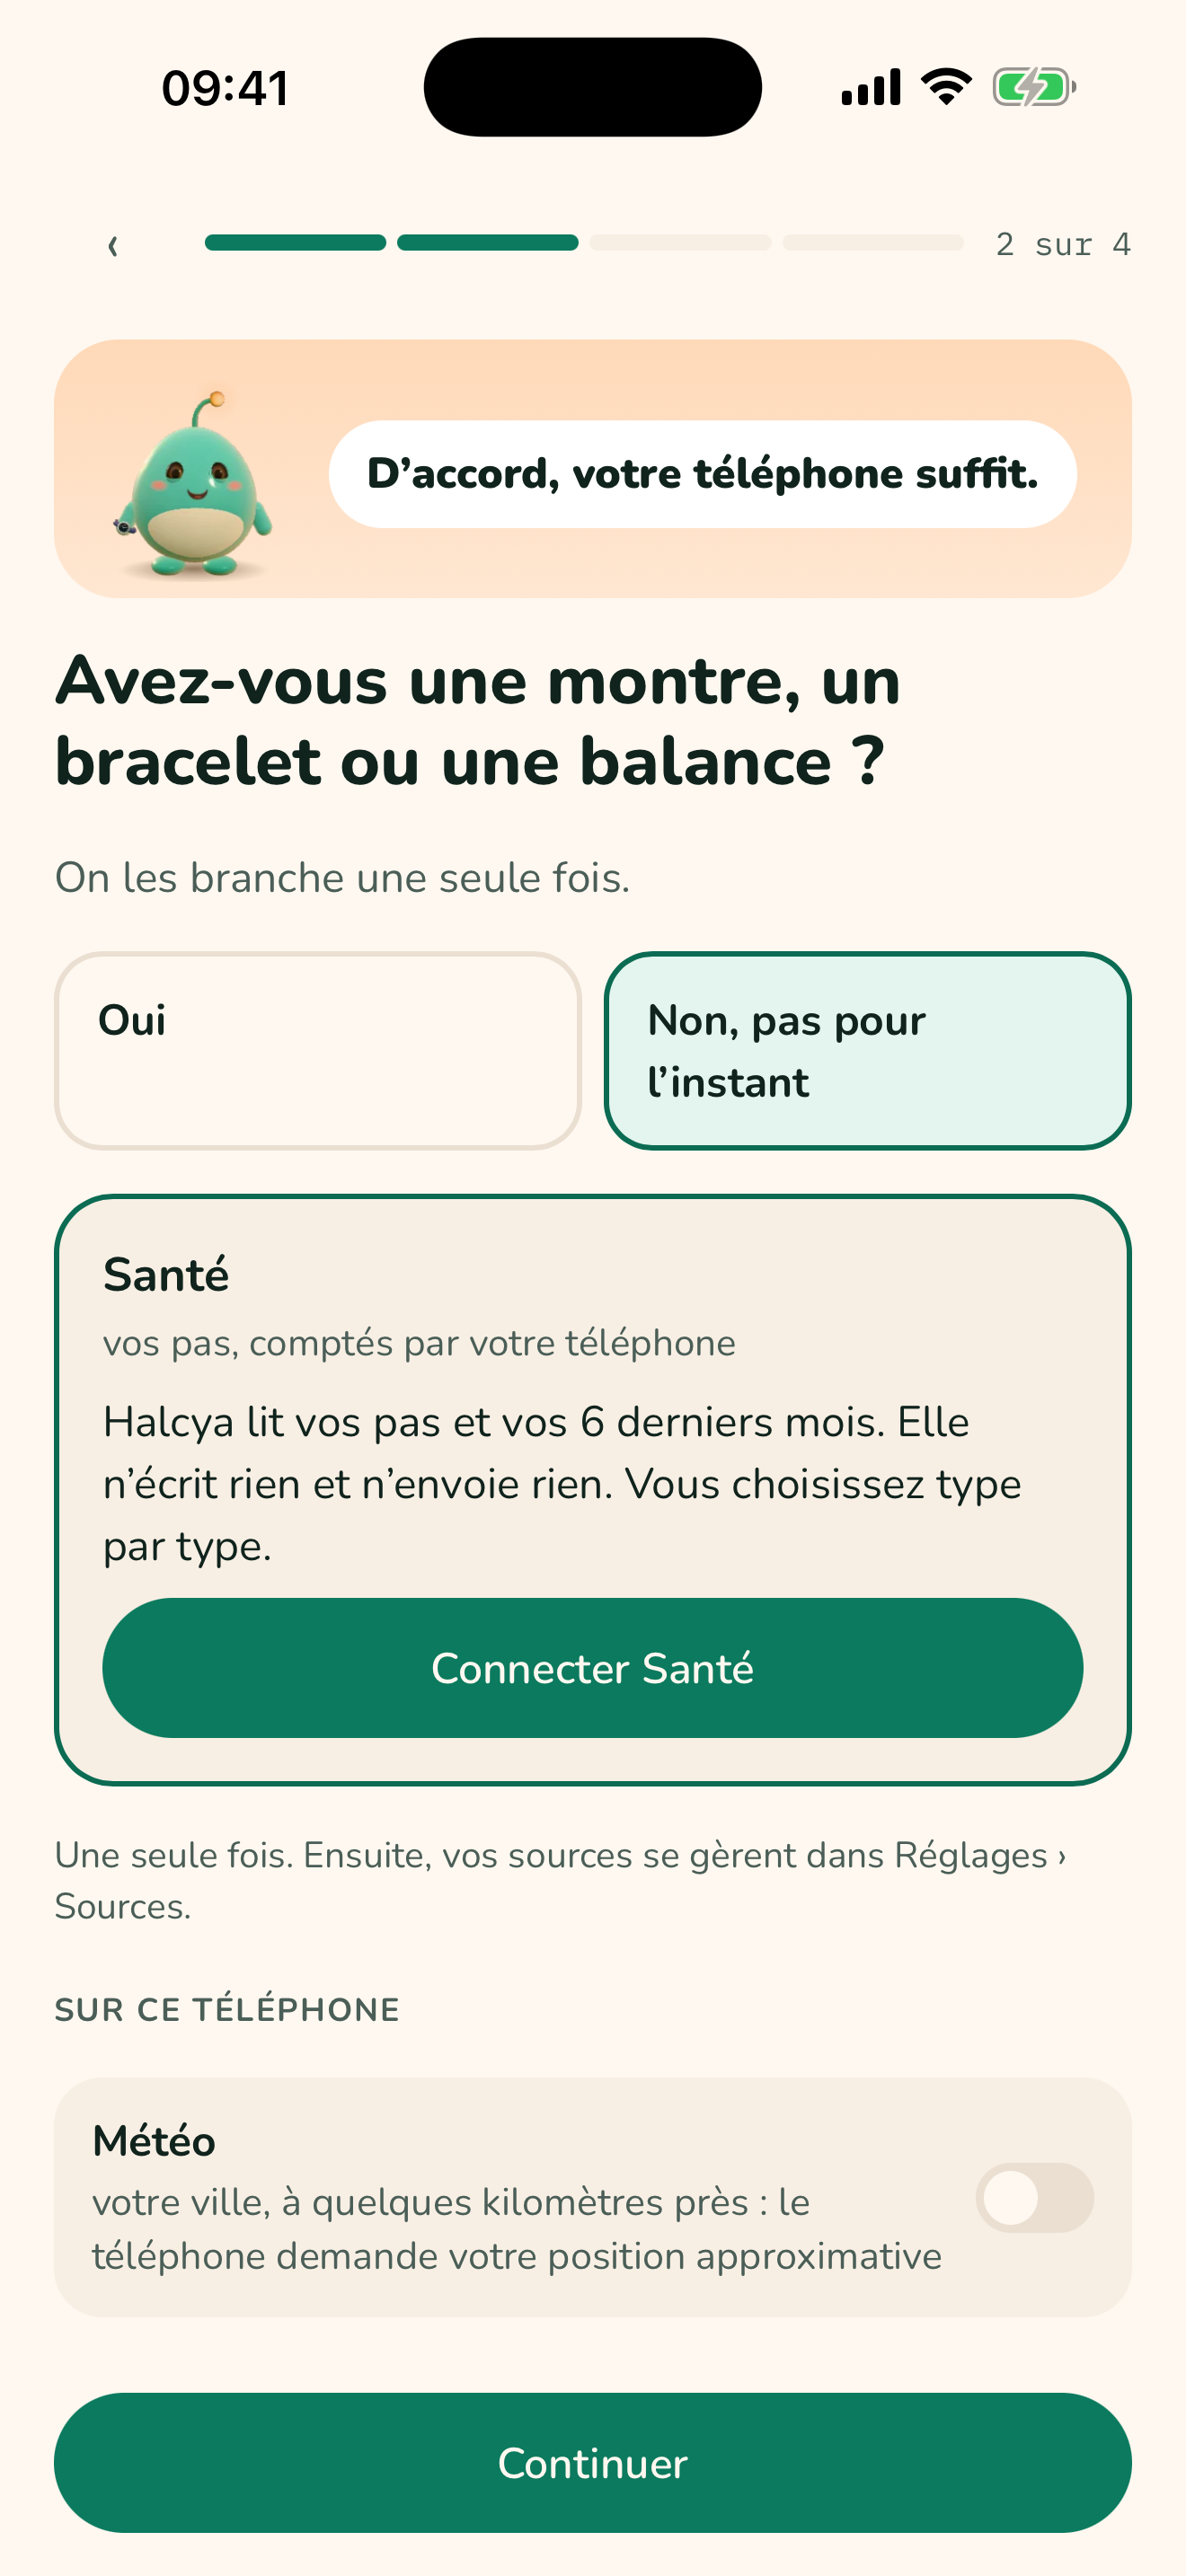 09:41
2 sur 4
D’accord, votre téléphone suffit.
Avez-vous une montre, un
bracelet ou une balance ?
On les branche une seule fois.
Oui
Non, pas pour
l’instant
Santé
vos pas, comptés par votre téléphone
Halcya lit vos pas et vos 6 derniers mois. Elle
n’écrit rien et n’envoie rien. Vous choisissez type
par type.
Connecter Santé
Une seule fois. Ensuite, vos sources se gèrent dans Réglages ›
Sources.
SUR CE TÉLÉPHONE
Météo
votre ville, à quelques kilomètres près : le
téléphone demande votre position approximative
Continuer